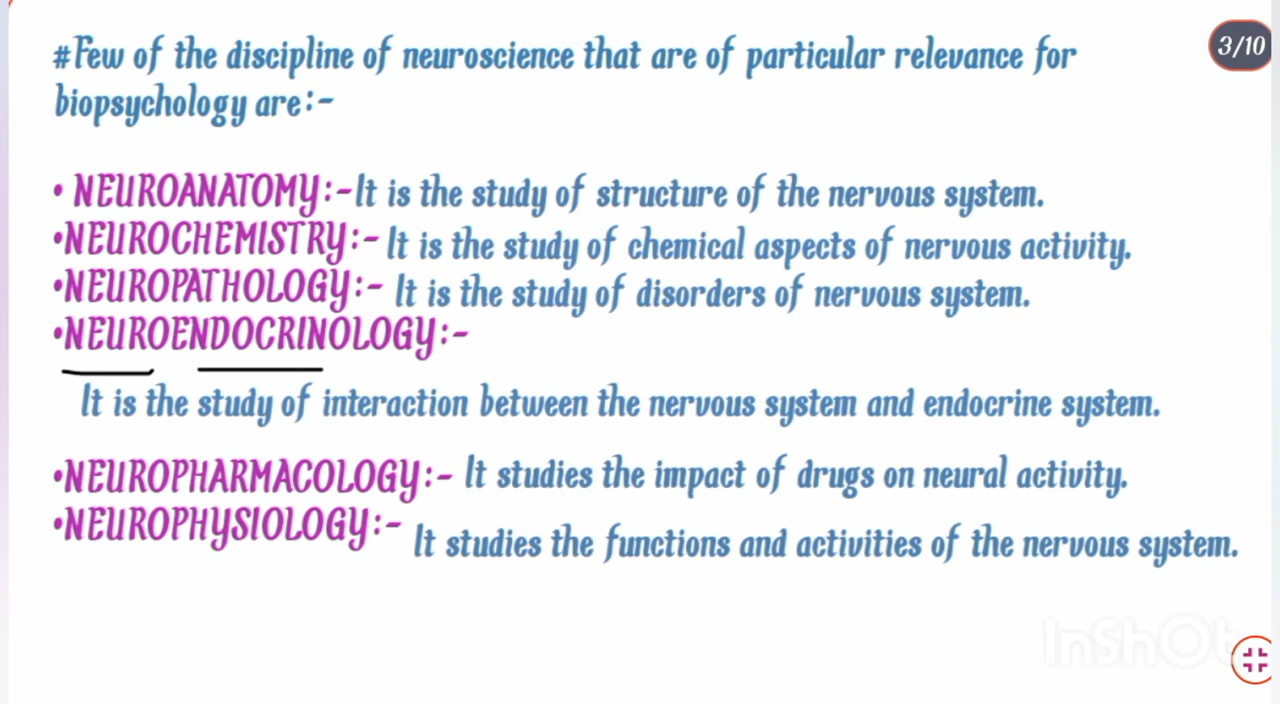 #Few of the discipline of neuroscience that are of particular relevance for
biopsychology are:-
3/10
• NEUROANATOMY:-It is the study of structure of the nervous system.
•NEUROCHEMISTRY:- It is the study of chemical aspects of nervous activity.
•NEUROPATHOLOGY:- It is the study of disorders of nervous system.
•NEUROENDOCRINOLOGY:-
It is the study of interaction between the nervous system and endocrine system.
•NEUROPHARMACOLOGY:- It studies the impact of drugs on neural activity.
•NEUROPHYSIOLOGY:- It studies the functions and activities of the nervous system.
InShOt